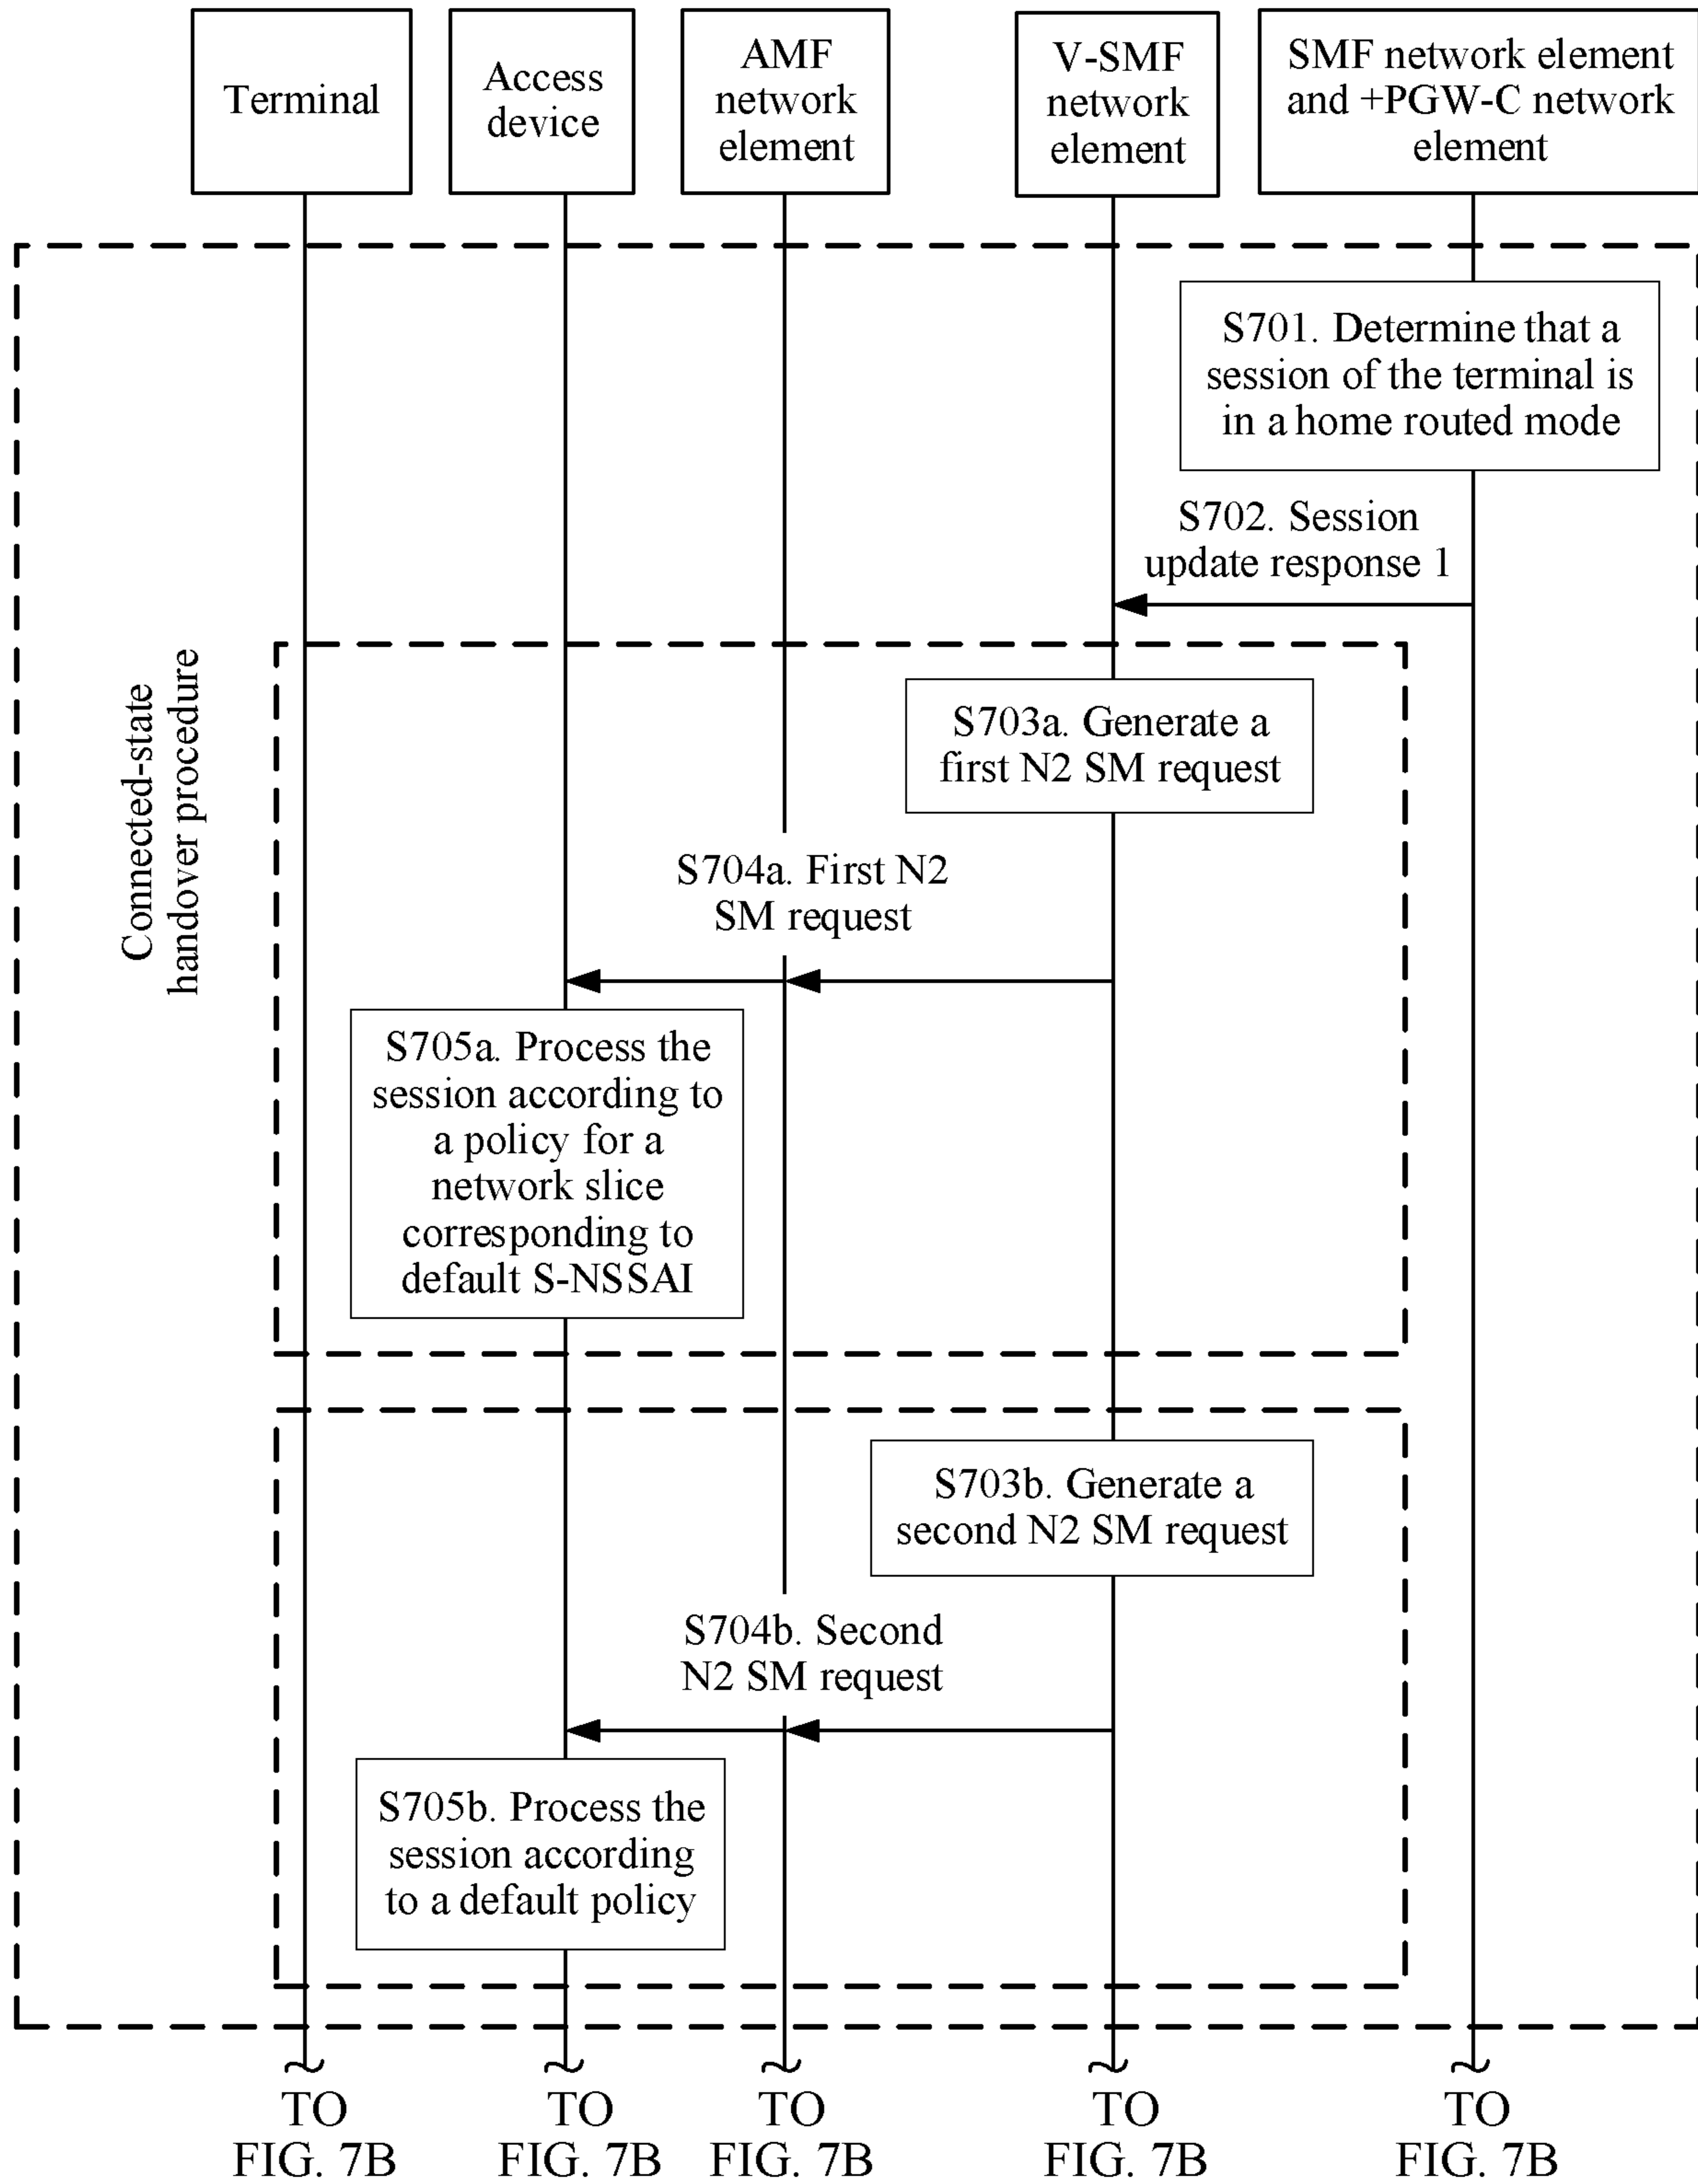 Terminal
Access
device
AMF
network
element
V-SMF
network
element
SMF network element
and +PGW-C network
element
S701. Determine that a
session of the terminal is
in a home routed mode
S702. Session
update response 1
Connected-state
handover procedure
S703a. Generate a
first N2 SM request
S704a. First N2
SM request
S705a. Process the
session according to
a policy for a
network slice
corresponding to
default S-NSSAI
S703b. Generate a
second N2 SM request
S704b. Second
N2 SM request
S705b. Process the
session according
to a default policy
TO
FIG. 7B
TO
FIG. 7B
TO
FIG. 7B
TO
FIG. 7B
TO
FIG. 7B